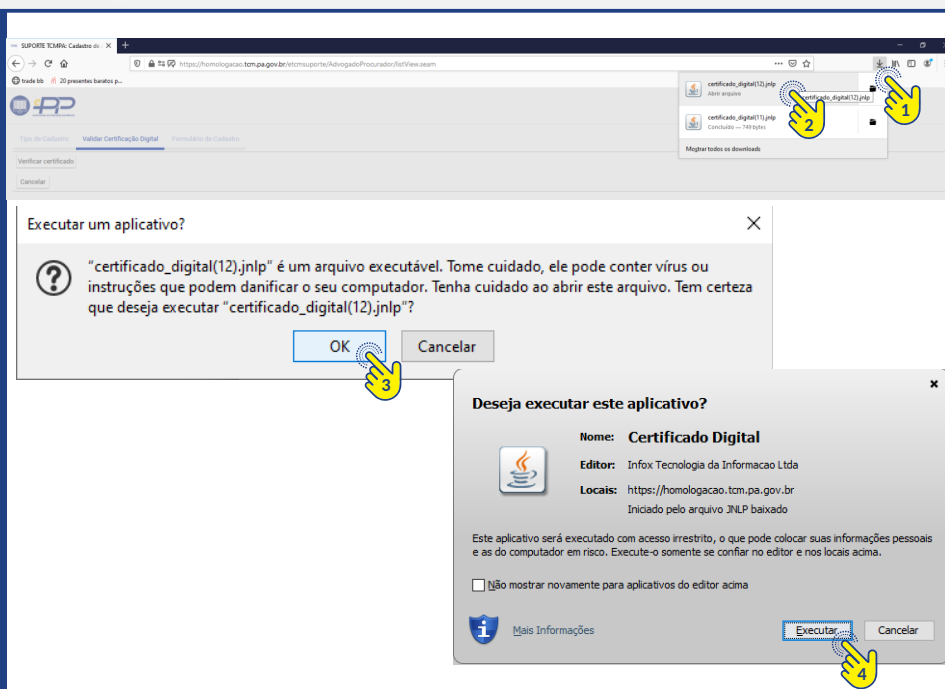 SUPORTE TCMPA: Cadastro de
https://homologacao.tcm.pa.gov.br/etcmsuporte/AdvogadoProcurador/listView.seam
trade bb
20 presentes baratos p...
certificado_digital(12).jnlp
Abrir arquivo
certificado_digital(12).jnlp
1
2
certificado_digital(11).jnlp
Concluído — 749 bytes
Mostrar todos os downloads
PP
Tipo de Cadastro
Validar Certificação Digital
Formulário de Cadastro
Verificar certificado
Cancelar
Executar um aplicativo?
“certificado_digital(12).jnlp” é um arquivo executável. Tome cuidado, ele pode conter vírus ou
instruções que podem danificar o seu computador. Tenha cuidado ao abrir este arquivo. Tem certeza
que deseja executar “certificado_digital(12).jnlp”?
OK
Cancelar
3
Deseja executar este aplicativo?
Nome: Certificado Digital
Editor: Infox Tecnologia da Informacao Ltda
Locais: https://homologacao.tcm.pa.gov.br
Iniciado pelo arquivo JNLP baixado
Este aplicativo será executado com acesso irrestrito, o que pode colocar suas informações pessoais
e as do computador em risco. Execute-o somente se confiar no editor e nos locais acima.
Não mostrar novamente para aplicativos do editor acima
Mais Informações
Executar
Cancelar
4